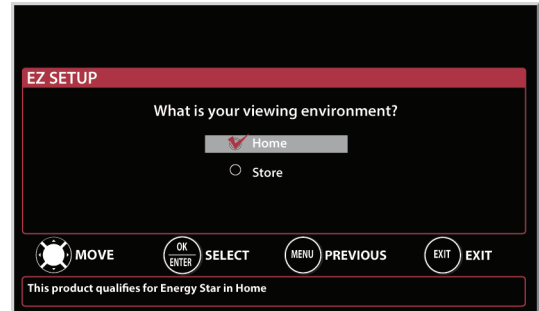 EZ SETUP
What is your viewing environment?
Home
Store
MOVE OK ENTER SELECT MENU PREVIOUS EXIT EXIT
This product qualifies for Energy Star in Home